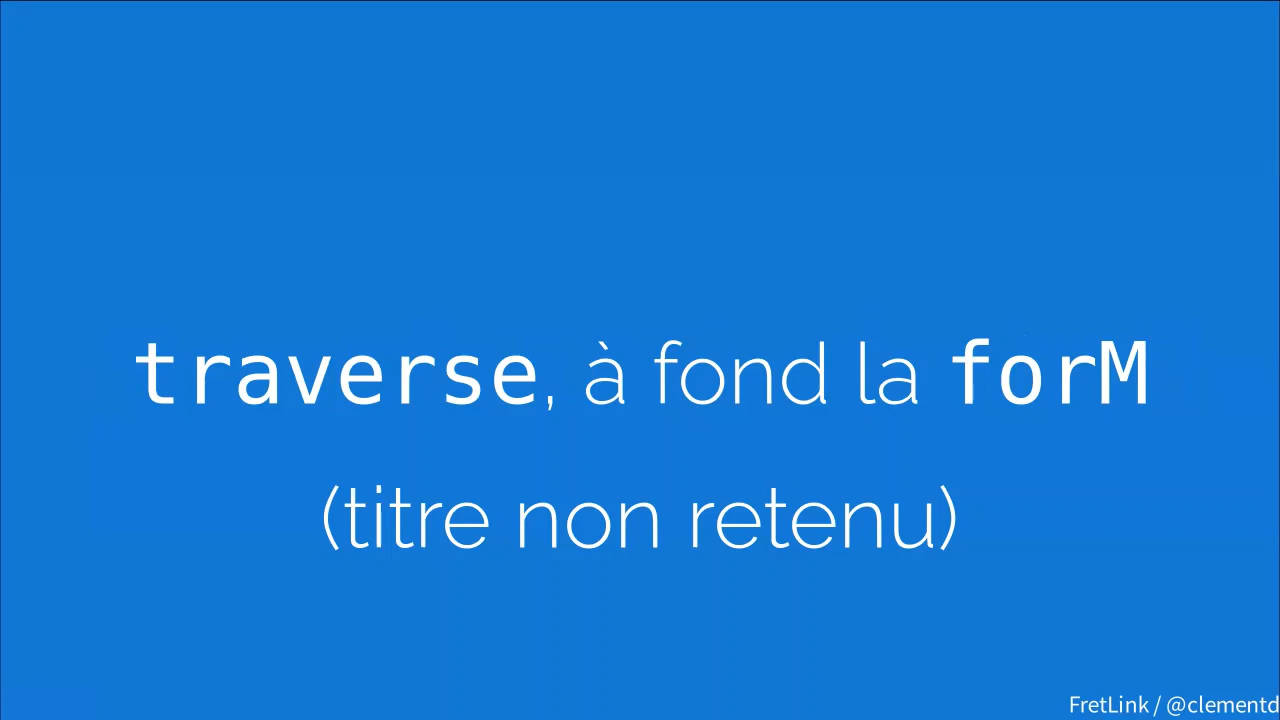 traverse, à fond la forM
(titre non retenu)
FretLink / @clementd